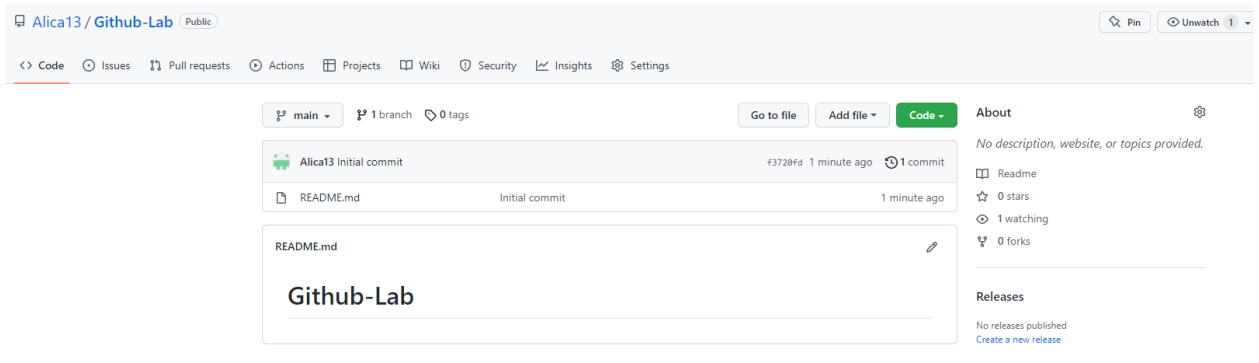 Alica13 / Github-Lab Public
Pin
Unwatch 1
Code Issues Pull requests Actions Projects Wiki Security Insights Settings
main 1 branch 0 tags
Go to file Add file Code
Alica13 Initial commit f3720fd 1 minute ago 1 commit
README.md Initial commit 1 minute ago
README.md
Github-Lab
About
No description, website, or topics provided.
Readme
0 stars
1 watching
0 forks
Releases
No releases published
Create a new release